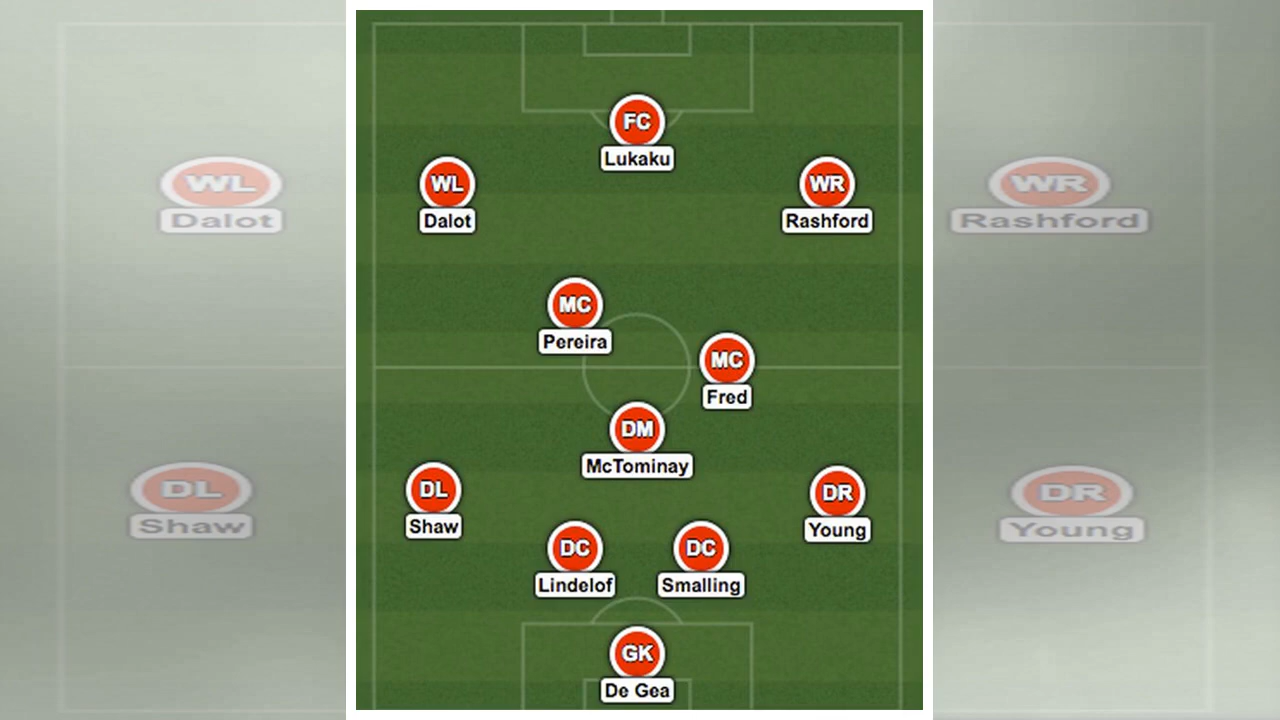 FC
Lukaku
WL
Dalot
WR
Rashford
WL
Dalot
WR
Rashford
MC
Pereira
MC
Fred
DM
McTominay
DL
Shaw
DL
Shaw
DR
Young
DR
Young
DC
Lindelof
DC
Smalling
GK
De Gea